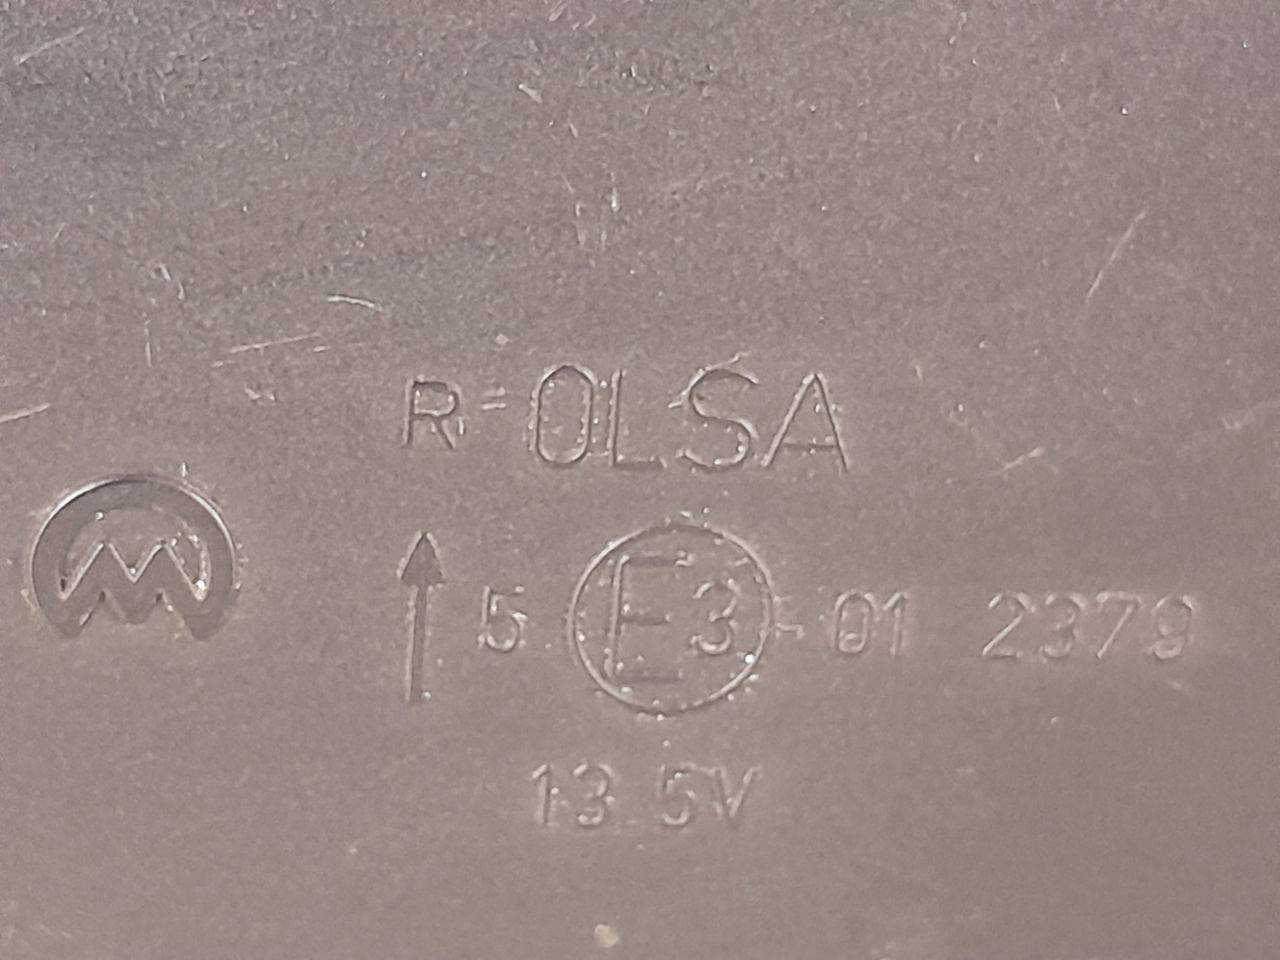 R-OLSA
M
↑ 5 E3 01 2379
13.5V